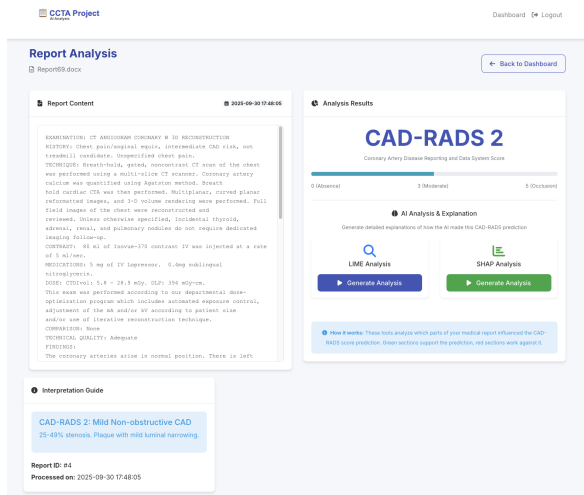 CCTA Project
AI Analysis
Dashboard
Logout
Report Analysis
Report69.docx
← Back to Dashboard
Report Content
2025-09-30 17:48:05
EXAMINATION: CT ANGIOGRAM CORONARY W 3D RECONSTRUCTION
HISTORY: Chest pain/anginal equiv, intermediate CAD risk, not
treadmill candidate. Unspecified chest pain.
TECHNIQUE: Breath-hold, gated, noncontrast CT scan of the chest
was performed using a multi-slice CT scanner. Coronary artery
calcium was quantified using Agatston method. Breath
hold cardiac CTA was then performed. Multiplanar, curved planar
reformatted images, and 3-D volume rendering were performed. Full
field images of the chest were reconstructed and
reviewed. Unless otherwise specified, incidental thyroid,
adrenal, renal, and pulmonary nodules do not require dedicated
imaging follow-up.
CONTRAST: 80 ml of Isovue-370 contrast IV was injected at a rate
of 5 ml/sec.
MEDICATIONS: 5 mg of IV Lopressor. 0.4mg sublingual
nitroglycerin.
DOSE: CTDIvol: 5.8 - 28.5 mGy. DLP: 394 mGy-cm.
This exam was performed according to our departmental dose-
optimization program which includes automated exposure control,
adjustment of the mA and/or kV according to patient size
and/or use of iterative reconstruction technique.
COMPARISON: None
TECHNICAL QUALITY: Adequate
FINDINGS:
The coronary arteries arise in normal position. There is left
Analysis Results
CAD-RADS 2
Coronary Artery Disease Reporting and Data System Score
0 (Absence)
3 (Moderate)
5 (Occlusion)
AI Analysis & Explanation
Generate detailed explanations of how the AI made this CAD-RADS prediction
LIME Analysis
Generate Analysis
SHAP Analysis
Generate Analysis
How it works: These tools analyze which parts of your medical report influenced the CAD-
RADS score prediction. Green sections support the prediction, red sections work against it.
Interpretation Guide
CAD-RADS 2: Mild Non-obstructive CAD
25-49% stenosis. Plaque with mild luminal narrowing.
Report ID: #4
Processed on: 2025-09-30 17:48:05